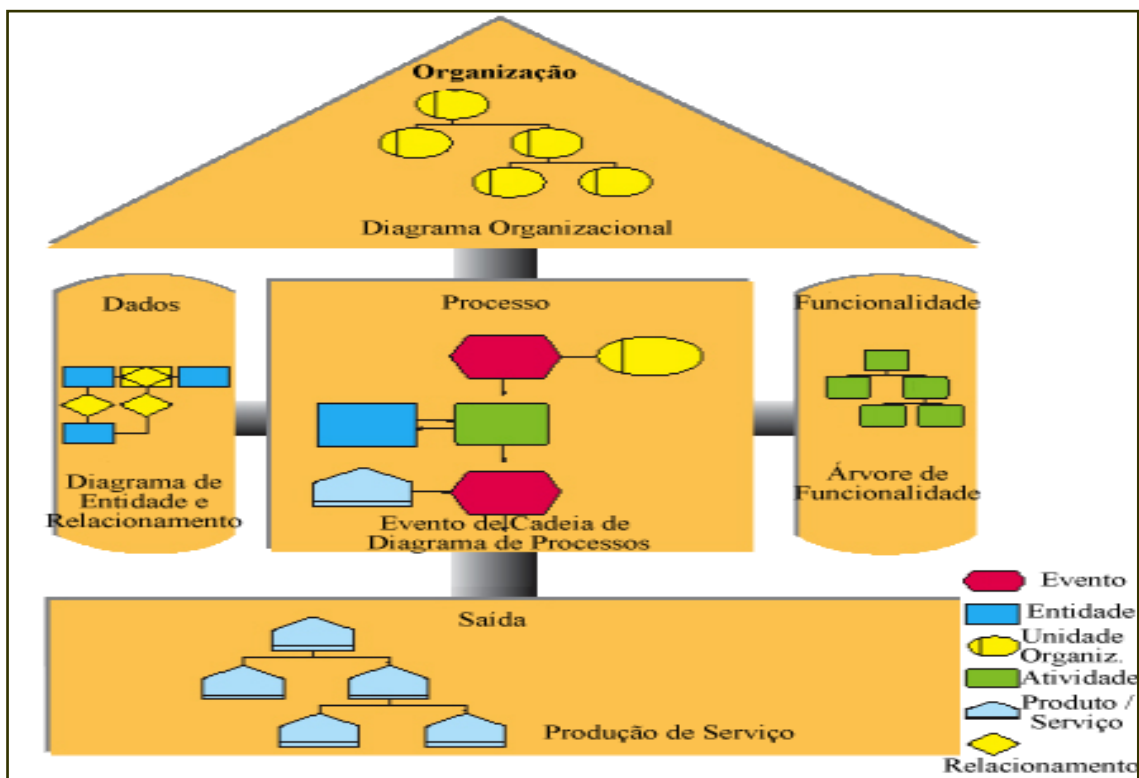 Organização
Diagrama Organizacional
Dados
Diagrama de
Entidade e
Relacionamento
Processo
Evento de Cadeia de
Diagrama de Processos
Funcionalidade
Árvore de
Funcionalidade
Saída
Produção de Serviço
Evento
Entidade
Unidade
Organiz.
Atividade
Produto /
Serviço
Relacionamento